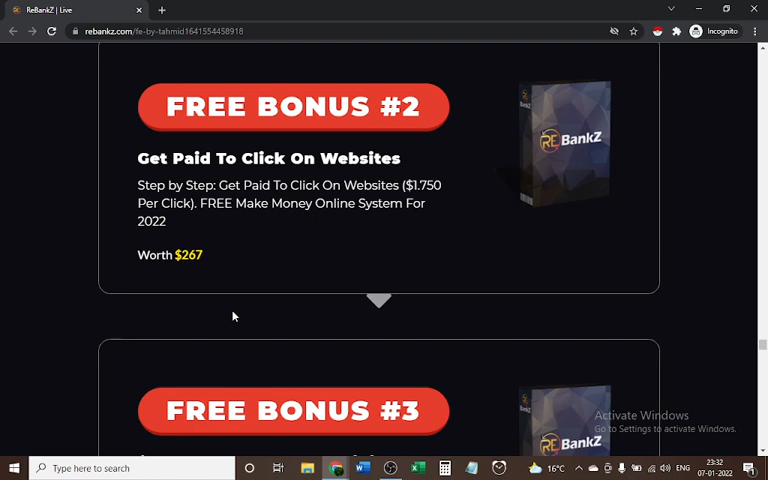 ReBankZ | Live
rebankz.com/fe-by-tahmid1641554458918
Incognito
FREE BONUS #2
REBankZ
Get Paid To Click On Websites
Step by Step: Get Paid To Click On Websites ($1.750
Per Click). FREE Make Money Online System For
2022
Worth $267
FREE BONUS #3
REBankZ
Activate Windows
Go to Settings to activate Windows.
Type here to search
16°C
ENG
23:32
07-01-2022